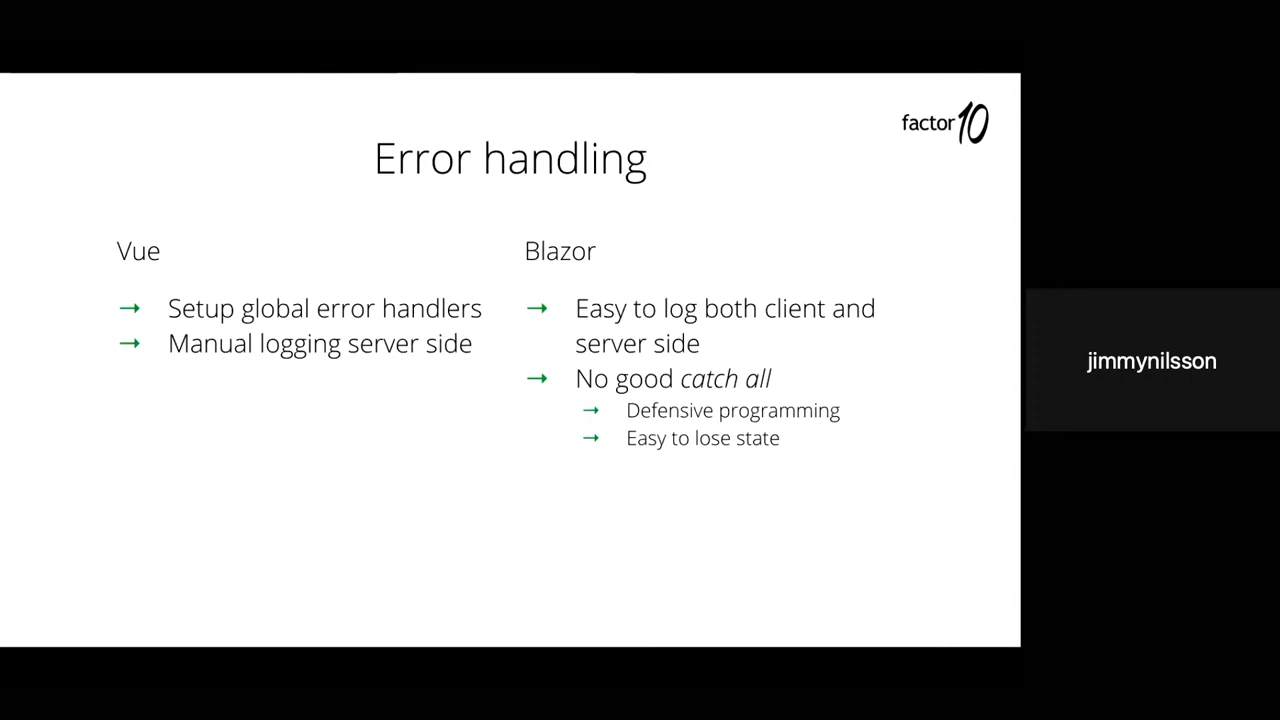 factor10
Error handling
Vue
→ Setup global error handlers
→ Manual logging server side
Blazor
→ Easy to log both client and
server side
→ No good catch all
→ Defensive programming
→ Easy to lose state
jimmynilsson